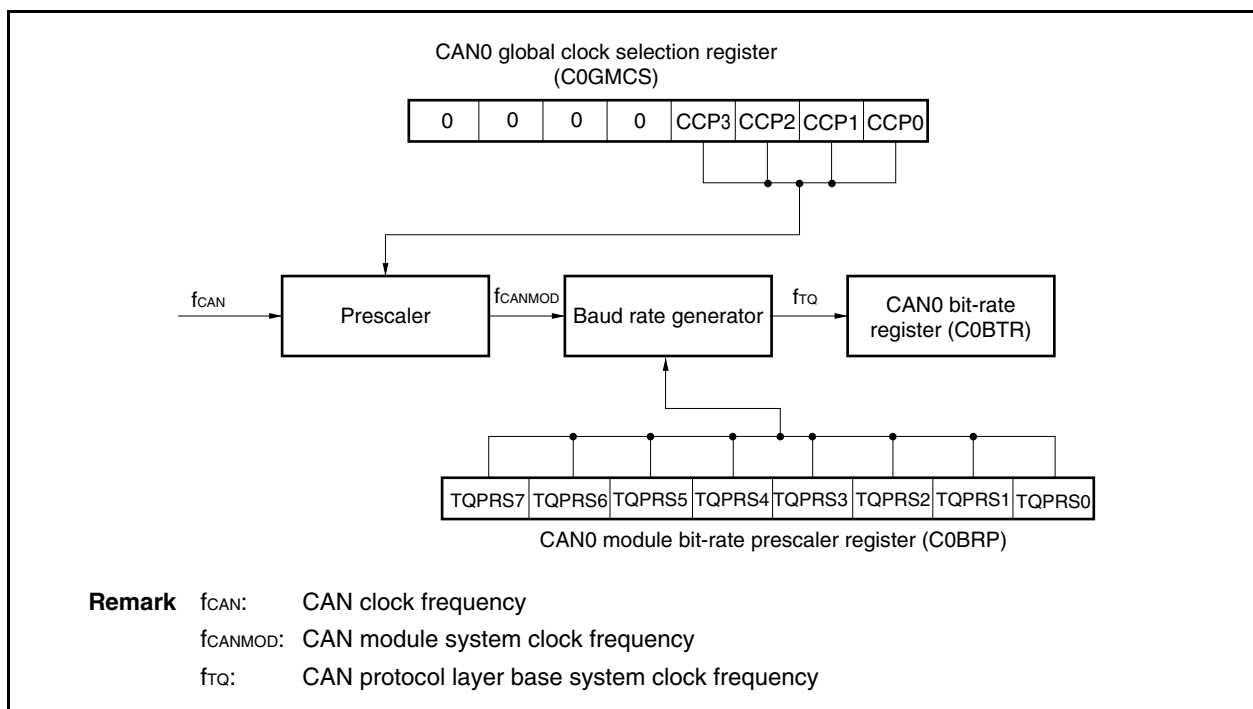 CAN0 global clock selection register
(C0GMCS)
0 0 0 0 CCP3 CCP2 CCP1 CCP0
fCAN
Prescaler
fCANMOD
Baud rate generator
fTQ
CAN0 bit-rate
register (C0BTR)
TQPRS7 TQPRS6 TQPRS5 TQPRS4 TQPRS3 TQPRS2 TQPRS1 TQPRS0
CAN0 module bit-rate prescaler register (C0BRP)
Remark fCAN: CAN clock frequency
fCANMOD: CAN module system clock frequency
fTQ: CAN protocol layer base system clock frequency